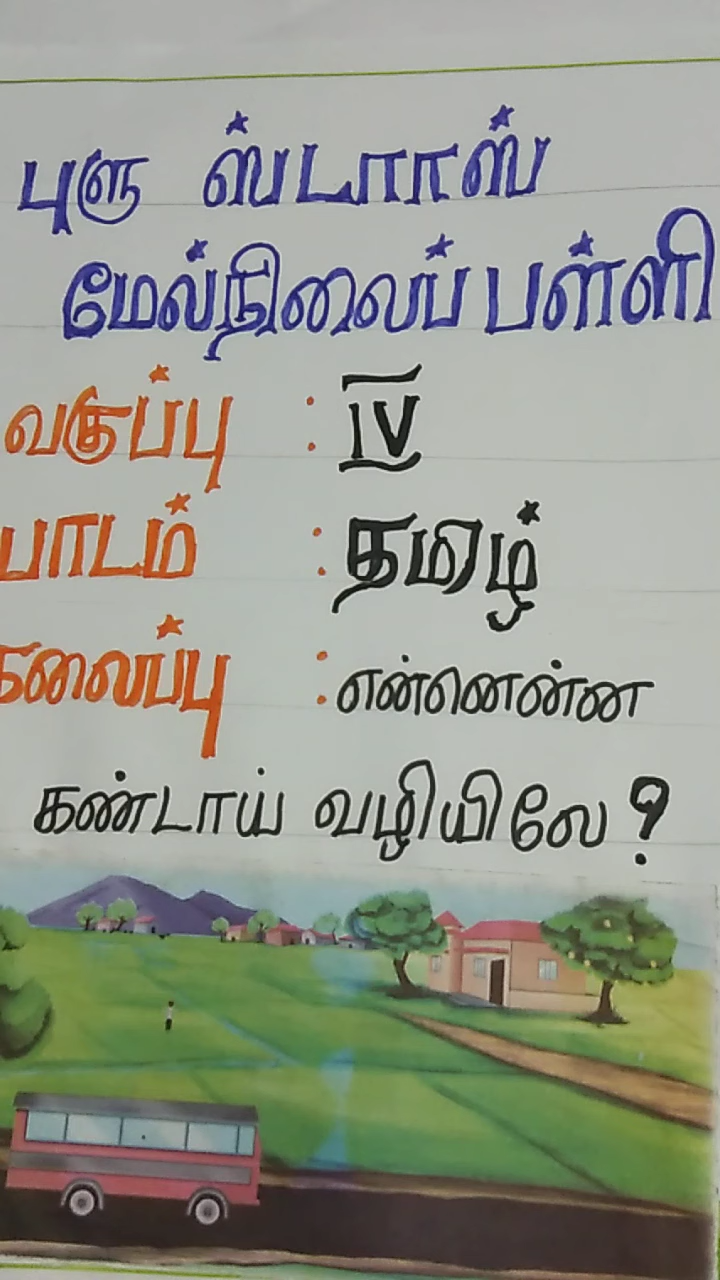 புளு ஸ்டாஸ்
மேல்நிலைப் பள்ளி
வகுப்பு : IV
பாடம் : தமிழ்
தலைப்பு : என்னென்ன
கண்டாய் வழியிலே ?